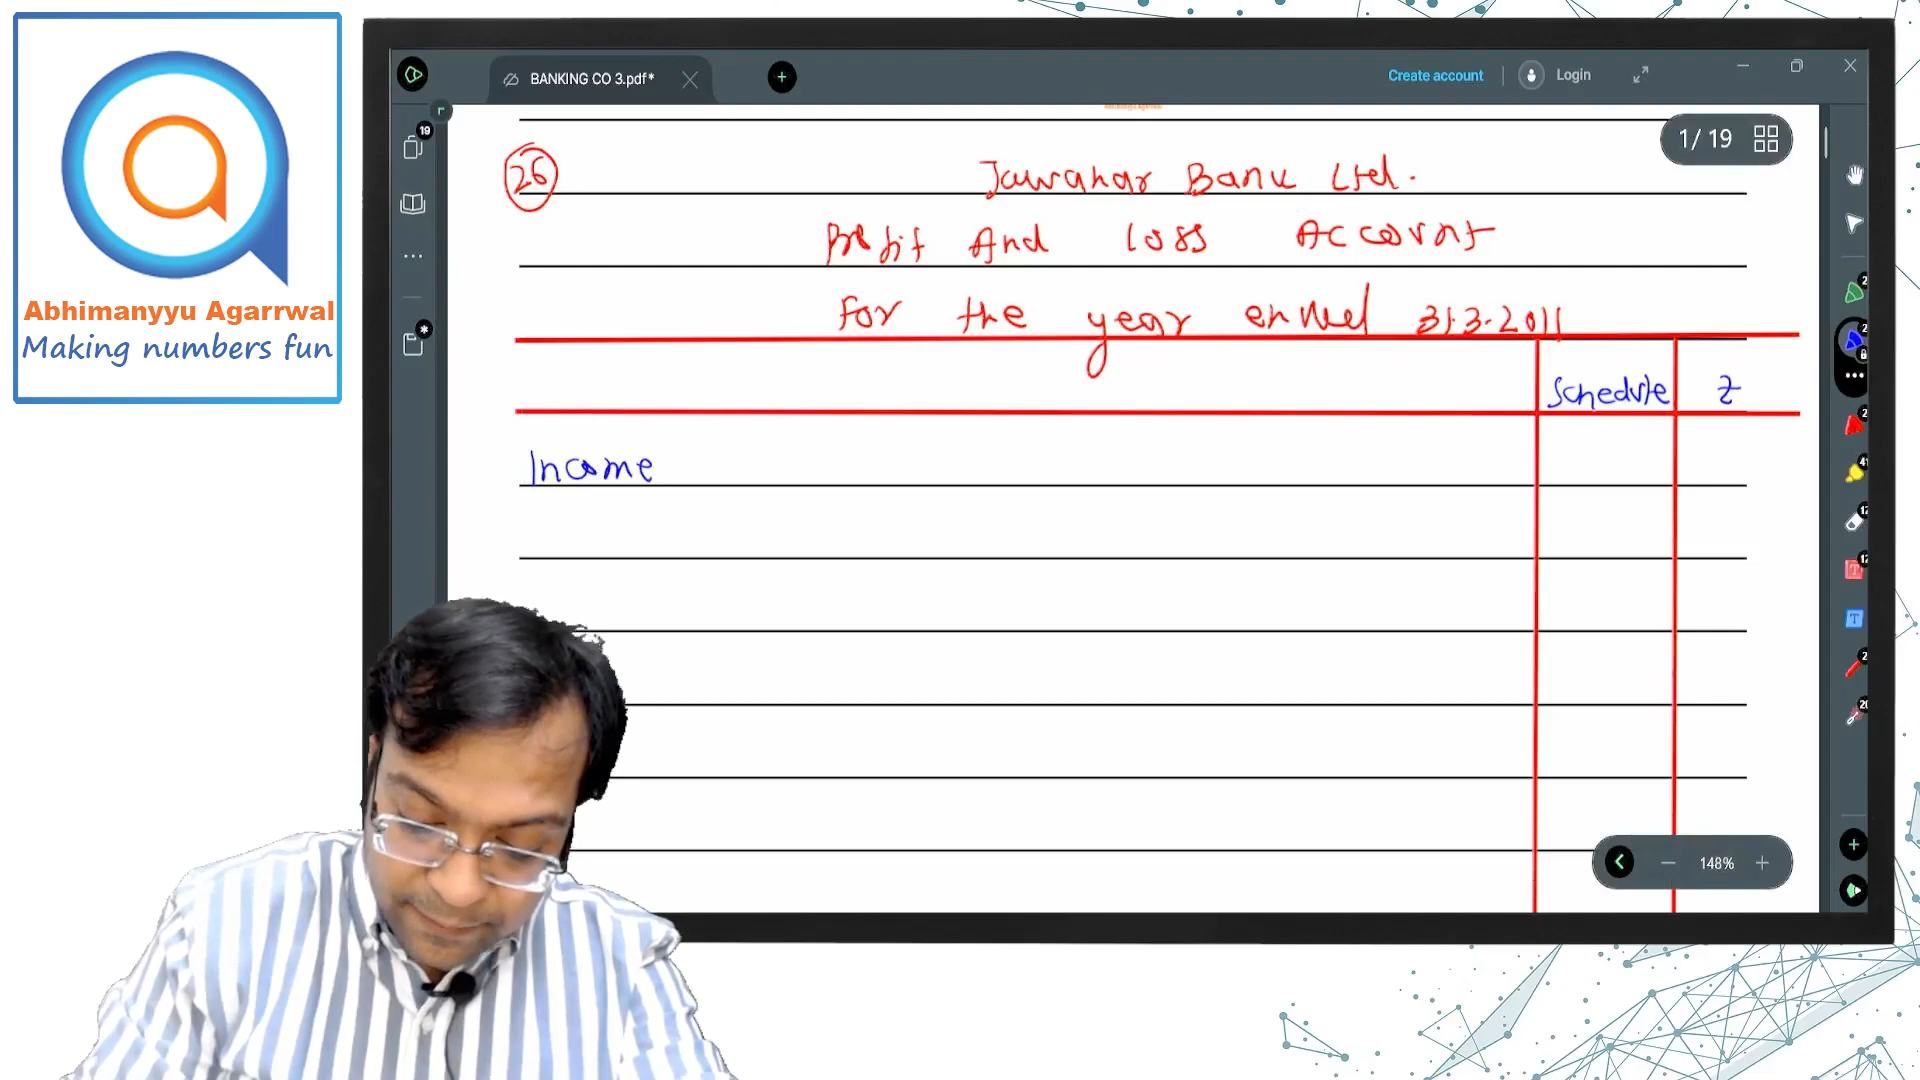 Abhimanyyu Agarrwal
Making numbers fun
BANKING CO 3.pdf*
Create account
Login
1/ 19
19
26
Jawahar Bank Ltd.
Profit And Loss Account
For the year ended 31.3.2011
Schedule ₹
Income
148%